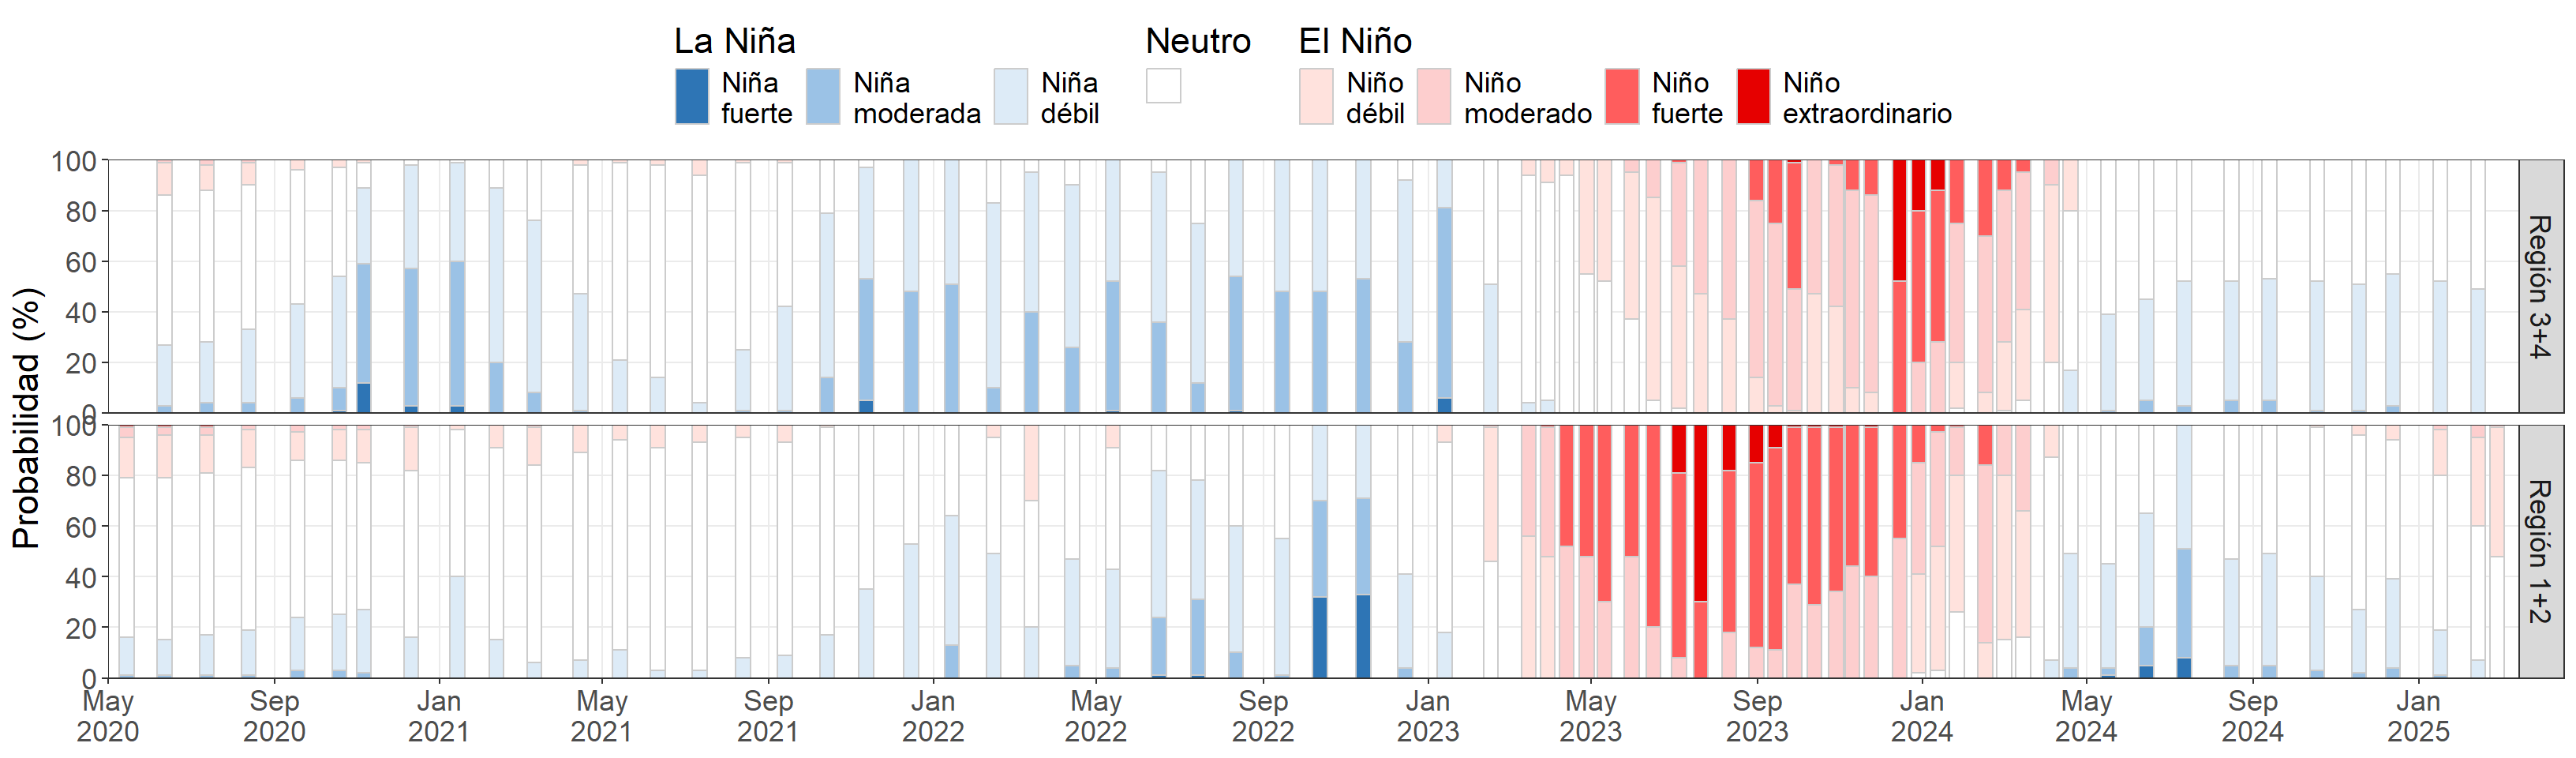 La Niña
Neutro
El Niño
Niña
fuerte
Niña
moderada
Niña
débil
Niño
débil
Niño
moderado
Niño
fuerte
Niño
extraordinario
Probabilidad (%)
100
80
60
40
20
0
Región 3+4
100
80
60
40
20
0
Región 1+2
May
2020
Sep
2020
Jan
2021
May
2021
Sep
2021
Jan
2022
May
2022
Sep
2022
Jan
2023
May
2023
Sep
2023
Jan
2024
May
2024
Sep
2024
Jan
2025